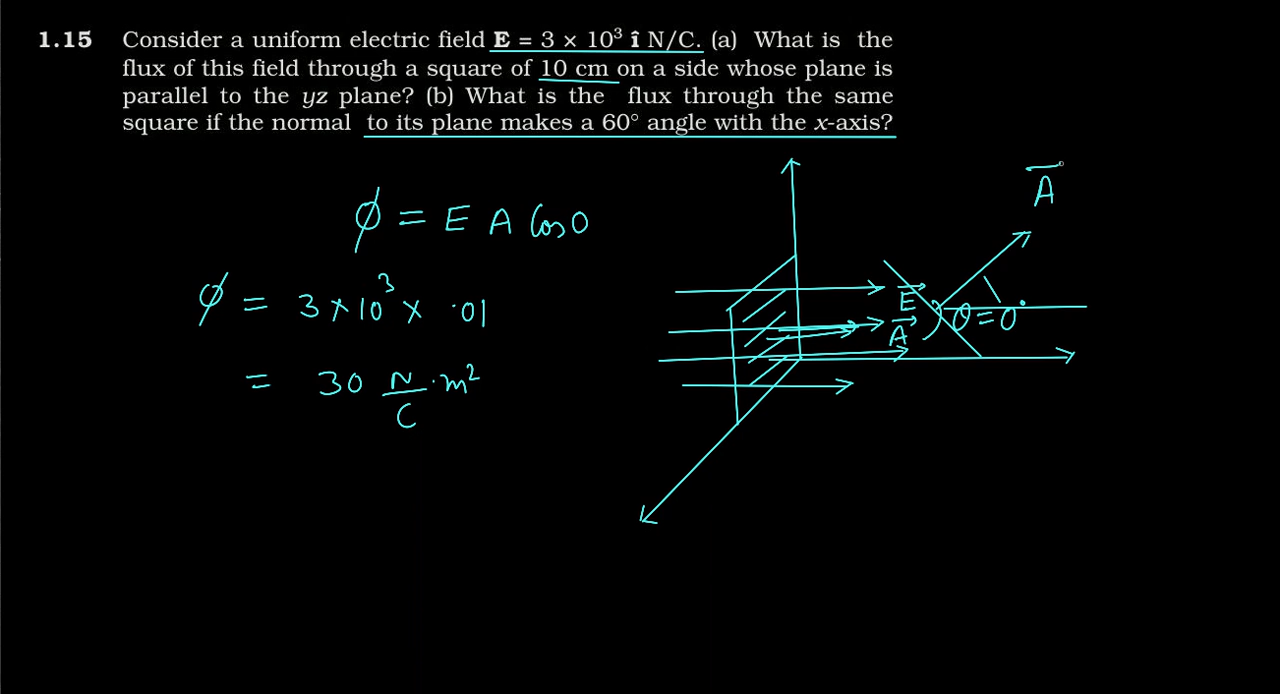 1.15 Consider a uniform electric field E = 3 × 10³ î N/C. (a) What is the
flux of this field through a square of 10 cm on a side whose plane is
parallel to the yz plane? (b) What is the flux through the same
square if the normal to its plane makes a 60° angle with the x-axis?
A
ϕ = E A Cos0
ϕ = 3×10³ × .01
E
A
θ=0°
= 30 N/C · m²